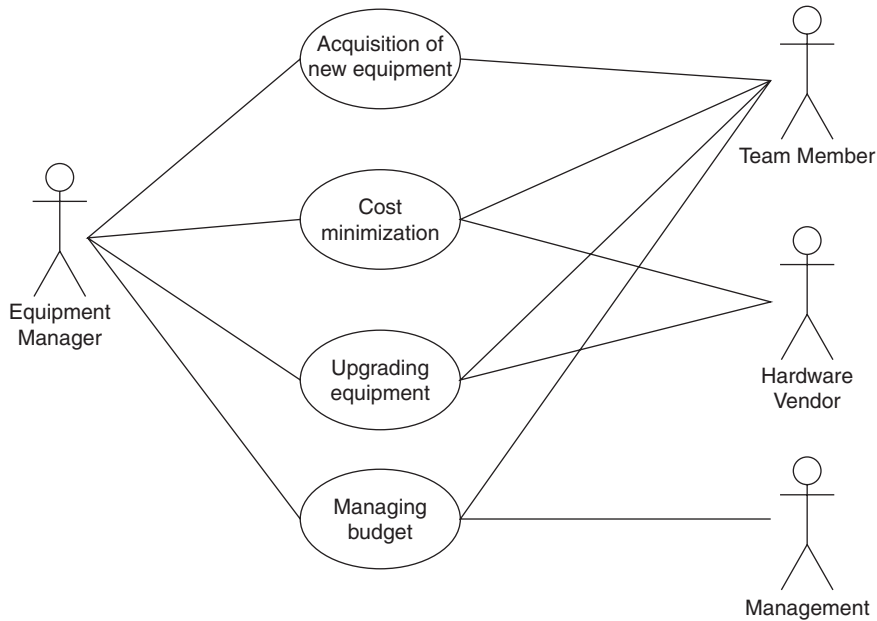 Acquisition of
new equipment
Team Member
Cost
minimization
Equipment
Manager
Upgrading
equipment
Hardware
Vendor
Managing
budget
Management